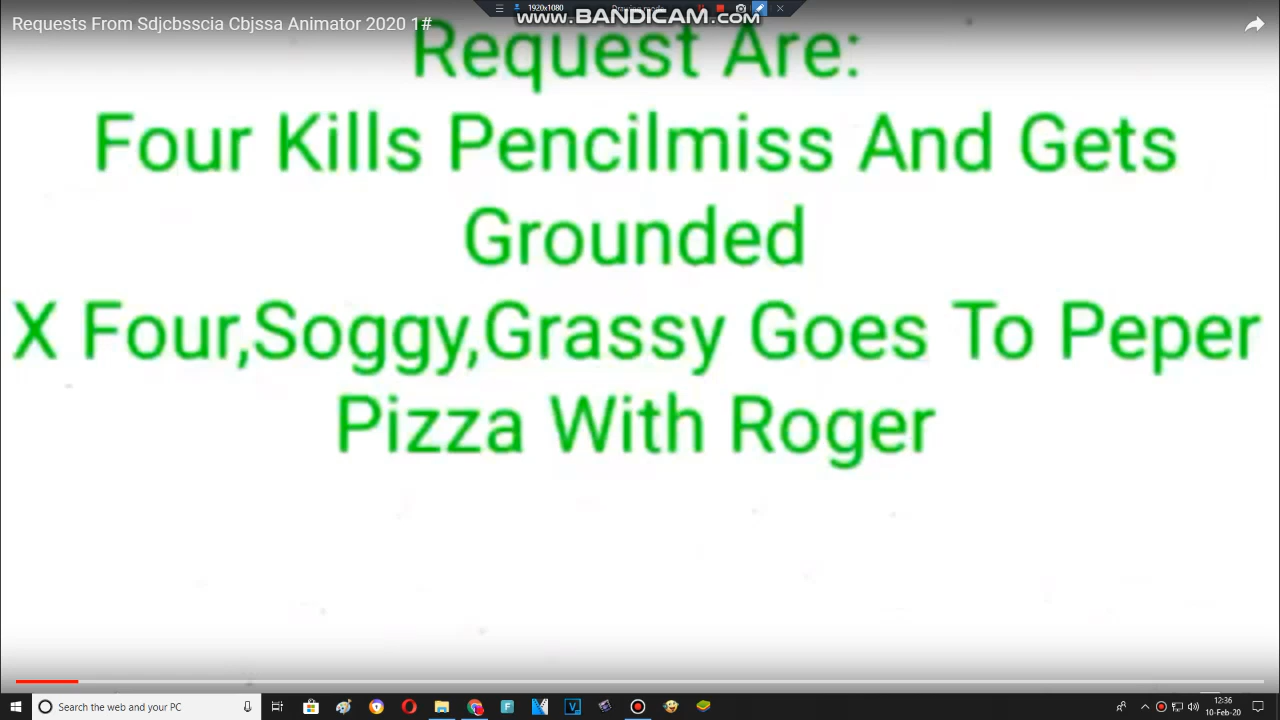 1920x1080
www.BANDICAM.com
Requests From Sdjcbsscia Cbjssa Animator 2020 1#
Request Are:
Four Kills Pencilmiss And Gets
Grounded
X Four,Soggy,Grassy Goes To Peper
Pizza With Roger
Search the web and your PC
12:36
10-Feb-20